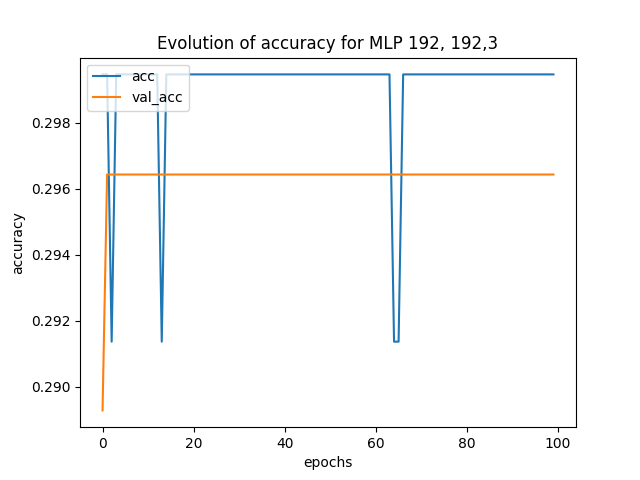 Evolution of accuracy for MLP 192, 192,3
acc
val_acc
0.298
0.296
0.294
0.292
0.290
accuracy
0 20 40 60 80 100
epochs